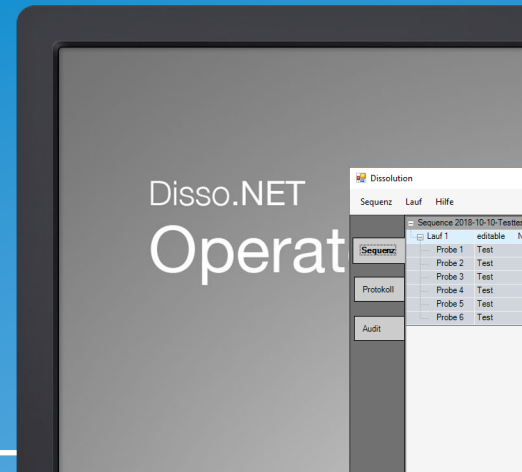 Disso.NET
Operat
Dissolution
Sequenz Lauf Hilfe
Sequence 2018-10-10-Testtes
Lauf 1 editable N
Sequenz
Probe 1 Test
Probe 2 Test
Probe 3 Test
Protokoll
Probe 4 Test
Probe 5 Test
Probe 6 Test
Audit